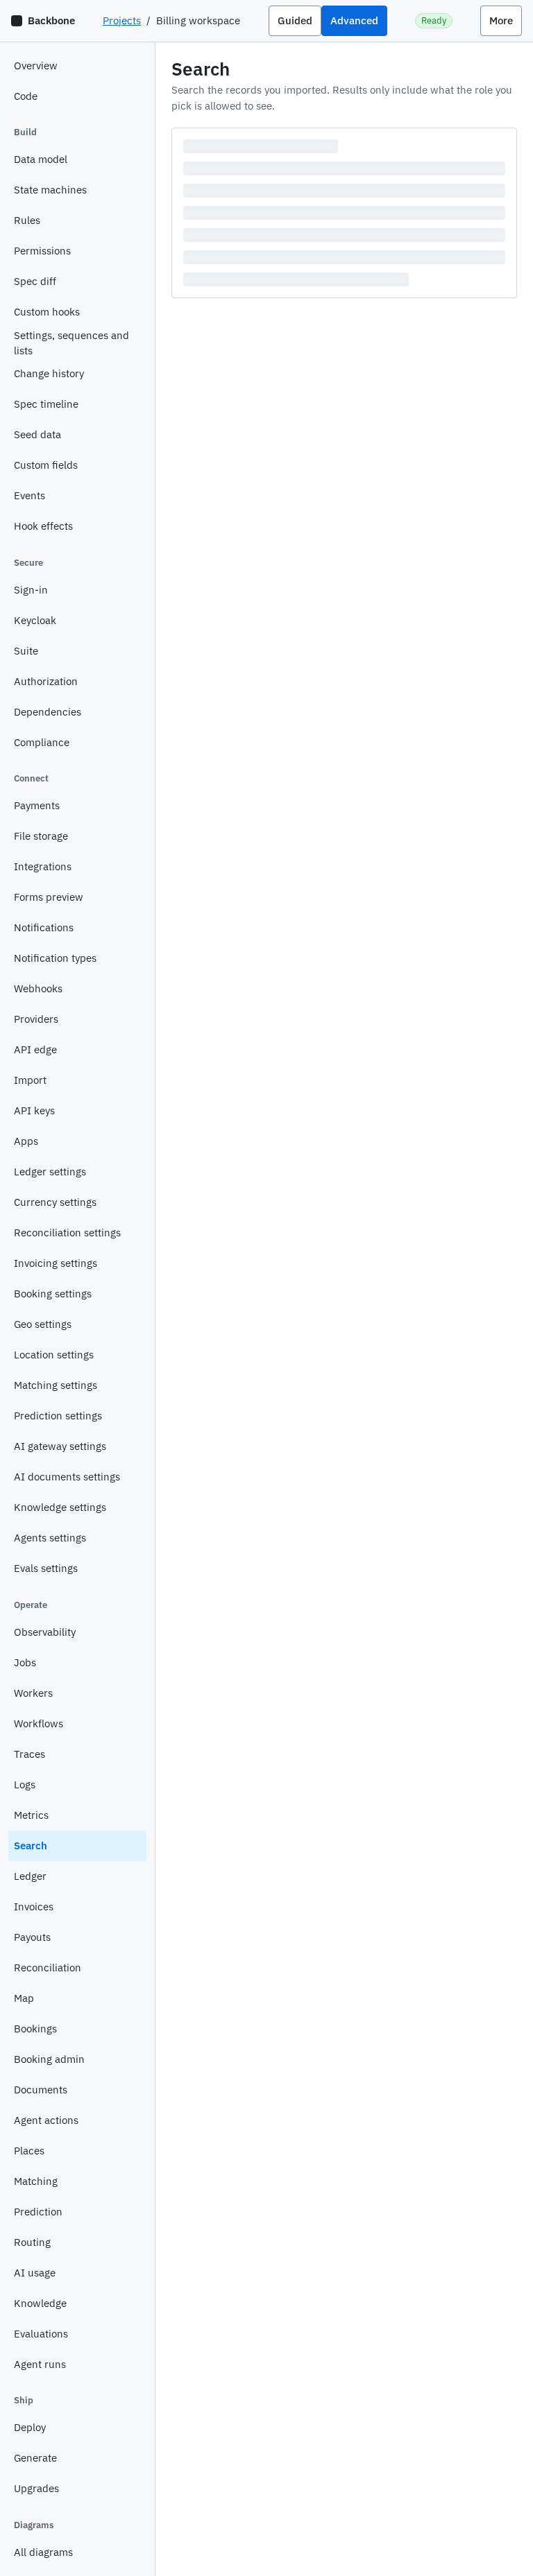 Backbone
Projects / Billing workspace
Guided
Advanced
Ready
More
Overview
Code
Build
Data model
State machines
Rules
Permissions
Spec diff
Custom hooks
Settings, sequences and
lists
Change history
Spec timeline
Seed data
Custom fields
Events
Hook effects
Secure
Sign-in
Keycloak
Suite
Authorization
Dependencies
Compliance
Connect
Payments
File storage
Integrations
Forms preview
Notifications
Notification types
Webhooks
Providers
API edge
Import
API keys
Apps
Ledger settings
Currency settings
Reconciliation settings
Invoicing settings
Booking settings
Geo settings
Location settings
Matching settings
Prediction settings
AI gateway settings
AI documents settings
Knowledge settings
Agents settings
Evals settings
Operate
Observability
Jobs
Workers
Workflows
Traces
Logs
Metrics
Search
Ledger
Invoices
Payouts
Reconciliation
Map
Bookings
Booking admin
Documents
Agent actions
Places
Matching
Prediction
Routing
AI usage
Knowledge
Evaluations
Agent runs
Ship
Deploy
Generate
Upgrades
Diagrams
All diagrams
Search
Search the records you imported. Results only include what the role you
pick is allowed to see.